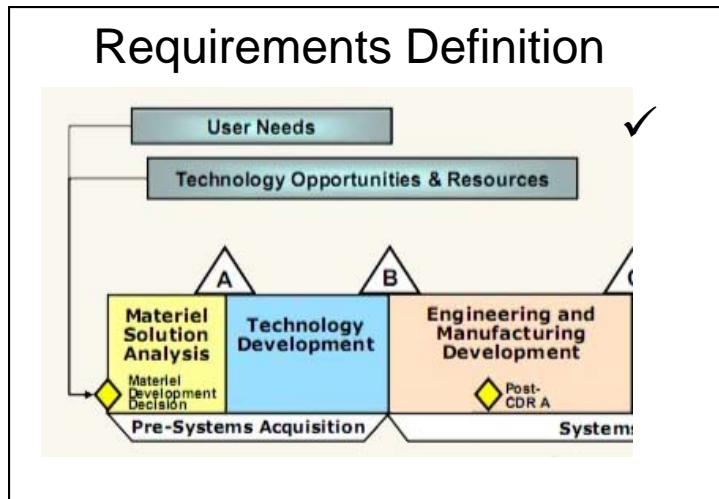 Requirements Definition
User Needs
Technology Opportunities & Resources
A
B
Materiel
Solution
Analysis
Technology
Development
Engineering and
Manufacturing
Development
Materiel
Development
Decision
Post-
CDR A
Pre-Systems Acquisition
Systems